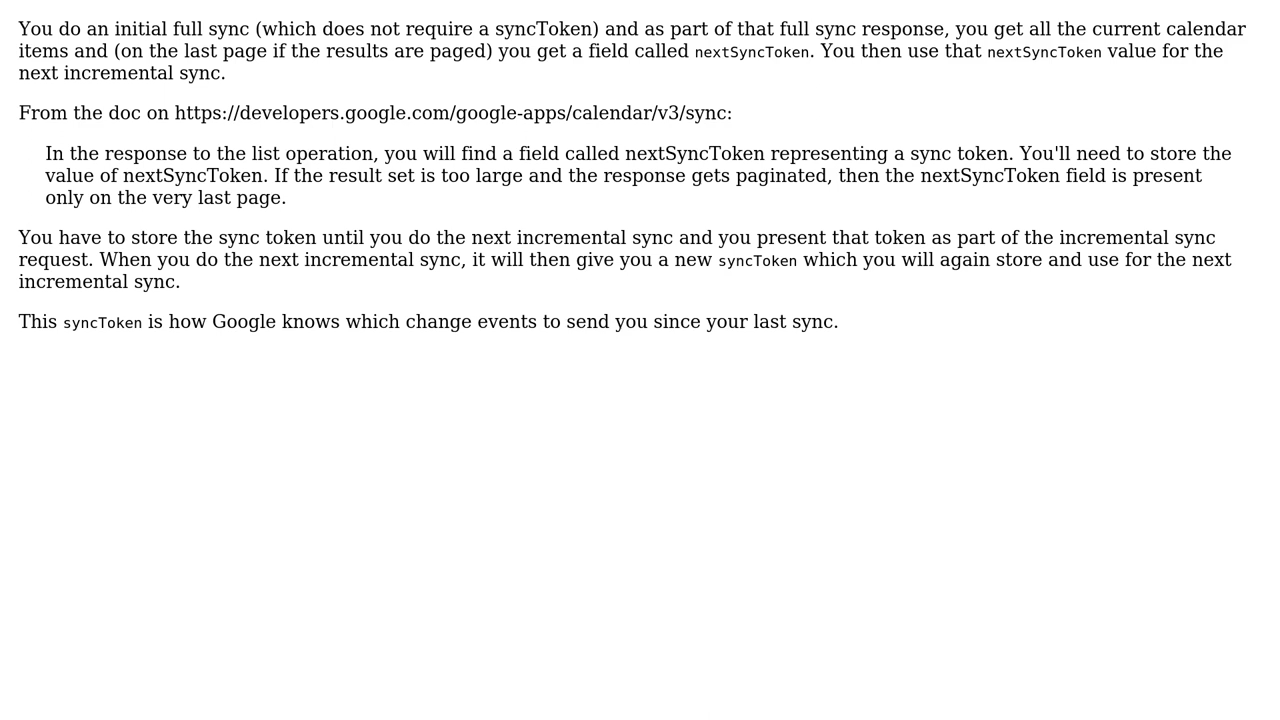 You do an initial full sync (which does not require a syncToken) and as part of that full sync response, you get all the current calendar
items and (on the last page if the results are paged) you get a field called nextSyncToken. You then use that nextSyncToken value for the
next incremental sync.
From the doc on https://developers.google.com/google-apps/calendar/v3/sync:
In the response to the list operation, you will find a field called nextSyncToken representing a sync token. You'll need to store the
value of nextSyncToken. If the result set is too large and the response gets paginated, then the nextSyncToken field is present
only on the very last page.
You have to store the sync token until you do the next incremental sync and you present that token as part of the incremental sync
request. When you do the next incremental sync, it will then give you a new syncToken which you will again store and use for the next
incremental sync.
This syncToken is how Google knows which change events to send you since your last sync.